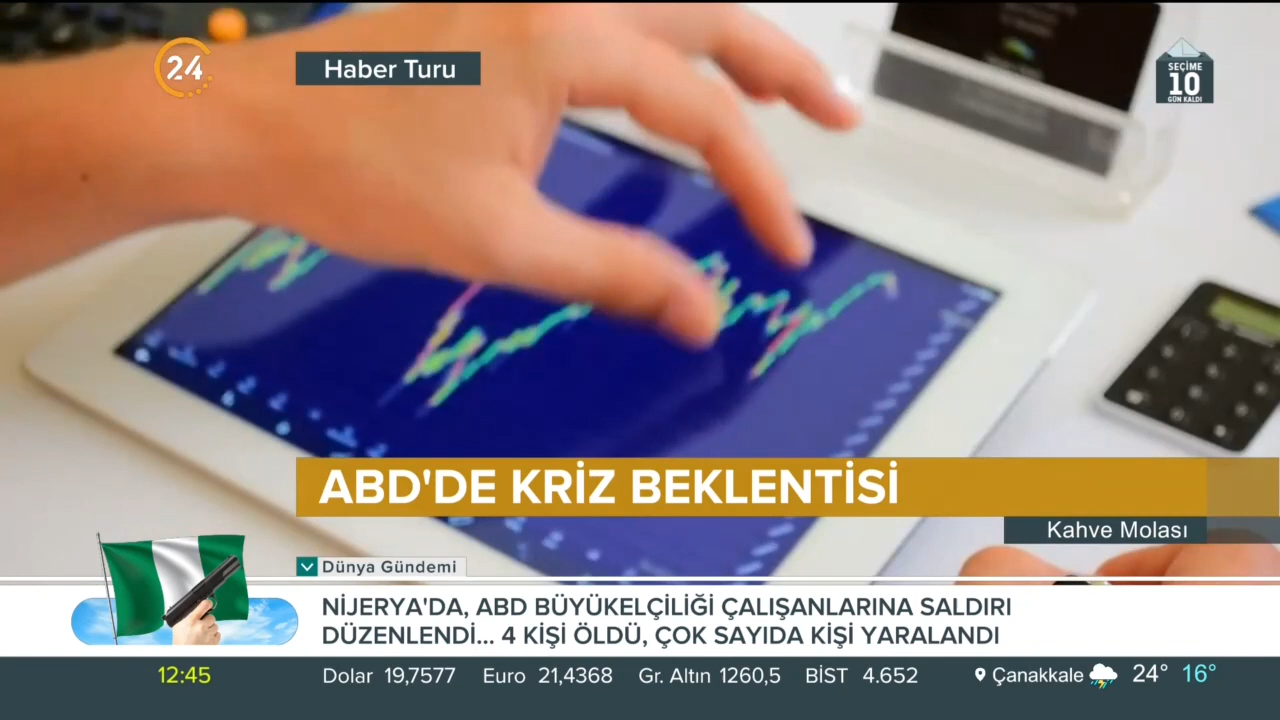 24
Haber Turu
SEÇİME
10
GÜN KALDI
ABD'DE KRİZ BEKLENTİSİ
Kahve Molası
Dünya Gündemi
NİJERYA'DA, ABD BÜYÜKELÇİLİĞİ ÇALIŞANLARINA SALDIRI
DÜZENLENDİ... 4 KİŞİ ÖLDÜ, ÇOK SAYIDA KİŞİ YARALANDI
12:45 Dolar 19,7577 Euro 21,4368 Gr. Altın 1260,5 BİST 4.652 Çanakkale 24° 16°